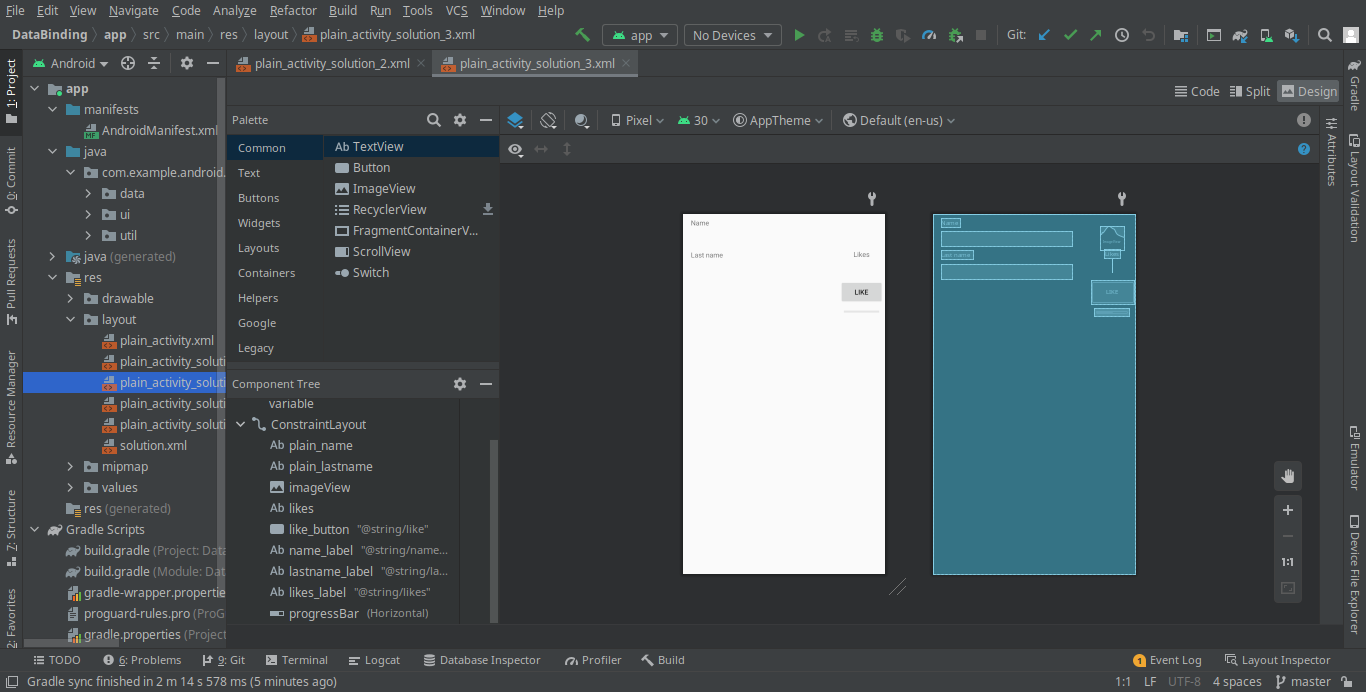 File Edit View Navigate Code Analyze Refactor Build Run Tools VCS Window Help
DataBinding app src main res layout plain_activity_solution_3.xml app No Devices Git:
1: Project
Android
plain_activity_solution_2.xml
plain_activity_solution_3.xml
Code Split Design
app
manifests
AndroidManifest.xml
java
com.example.android.
data
ui
util
java (generated)
res
drawable
layout
plain_activity.xml
plain_activity_soluti
plain_activity_soluti
plain_activity_soluti
plain_activity_soluti
solution.xml
mipmap
values
res (generated)
Gradle Scripts
build.gradle (Project: Data
build.gradle (Module: Dat
gradle-wrapper.propertie
proguard-rules.pro (ProG
gradle.properties (Project
0: Commit
Pull Requests
Resource Manager
7: Structure
2: Favorites
Palette
Common
Text
Buttons
Widgets
Layouts
Containers
Helpers
Google
Legacy
Ab TextView
Button
ImageView
RecyclerView
FragmentContainerV...
ScrollView
Switch
Component Tree
variable
ConstraintLayout
Ab plain_name
Ab plain_lastname
imageView
Ab likes
like_button "@string/like"
Ab name_label "@string/name...
Ab lastname_label "@string/la...
Ab likes_label "@string/likes"
progressBar (Horizontal)
Pixel 30 AppTheme Default (en-us)
Name
Last name
Likes
LIKE
Name
Last name
Likes
LIKE
1:1
Attributes
Gradle
Layout Validation
Emulator
Device File Explorer
TODO 6: Problems 9: Git Terminal Logcat Database Inspector Profiler Build 1 Event Log Layout Inspector
Gradle sync finished in 2 m 14 s 578 ms (5 minutes ago) 1:1 LF UTF-8 4 spaces master